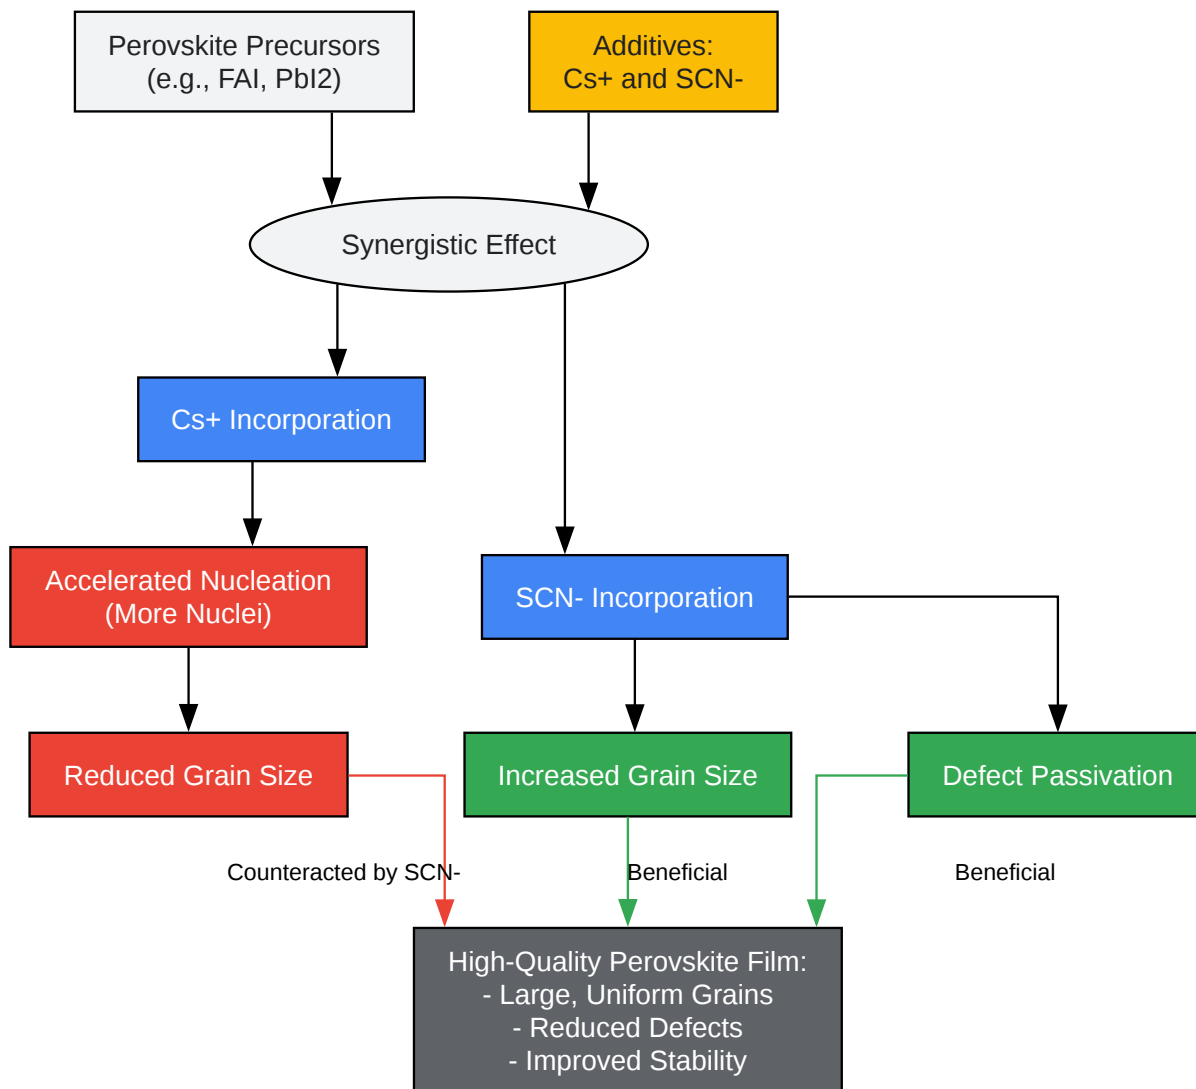 Perovskite Precursors
(e.g., FAI, PbI2)
Additives:
Cs+ and SCN-
Synergistic Effect
Cs+ Incorporation
Accelerated Nucleation
(More Nuclei)
SCN- Incorporation
Reduced Grain Size
Increased Grain Size
Defect Passivation
Counteracted by SCN-
Beneficial
Beneficial
High-Quality Perovskite Film:
- Large, Uniform Grains
- Reduced Defects
- Improved Stability